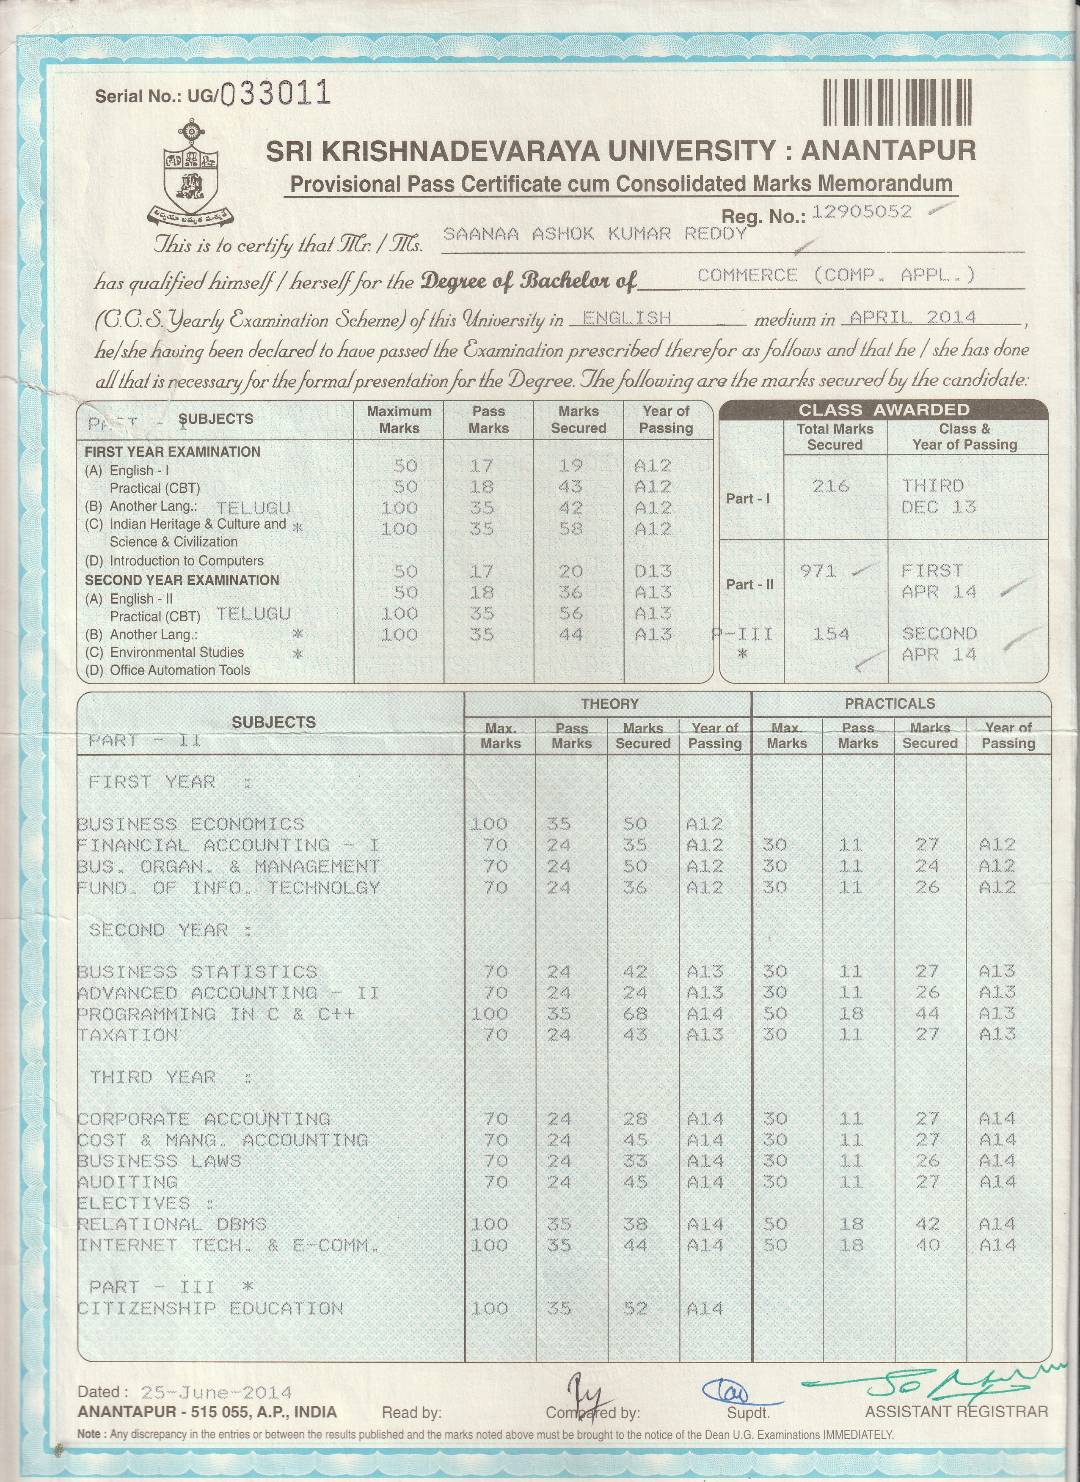 Serial No.: UG/033011
SRI KRISHNADEVARAYA UNIVERSITY : ANANTAPUR
Provisional Pass Certificate cum Consolidated Marks Memorandum
Reg. No.: 12905052
This is to certify that Mr. / Ms. SAANAA ASHOK KUMAR REDDY
has qualified himself / herself for the Degree of Bachelor of COMMERCE (COMP. APPL.)
(C.C.S. Yearly Examination Scheme) of this University in ENGLISH medium in APRIL 2014,
he/she having been declared to have passed the Examination prescribed therefor as follows and that he / she has done
all that is necessary for the formal presentation for the Degree. The following are the marks secured by the candidate:
PART - I SUBJECTS Maximum Marks Pass Marks Marks Secured Year of Passing
FIRST YEAR EXAMINATION
(A) English - I 50 17 19 A12
Practical (CBT) 50 18 43 A12
(B) Another Lang.: TELUGU 100 35 42 A12
(C) Indian Heritage & Culture and * 100 35 58 A12
Science & Civilization
(D) Introduction to Computers
SECOND YEAR EXAMINATION 50 17 20 D13
(A) English - II 50 18 36 A13
Practical (CBT) TELUGU 100 35 56 A13
(B) Another Lang.: * 100 35 44 A13
(C) Environmental Studies *
(D) Office Automation Tools
CLASS AWARDED
Total Marks Secured Class & Year of Passing
Part - I 216 THIRD
DEC 13
Part - II 971 FIRST
APR 14
P-III 154 SECOND
* APR 14
SUBJECTS THEORY PRACTICALS
PART - II Max. Marks Pass Marks Marks Secured Year of Passing Max. Marks Pass Marks Marks Secured Year of Passing
FIRST YEAR :
BUSINESS ECONOMICS 100 35 50 A12
FINANCIAL ACCOUNTING - I 70 24 35 A12 30 11 27 A12
BUS. ORGAN. & MANAGEMENT 70 24 50 A12 30 11 24 A12
FUND. OF INFO. TECHNOLGY 70 24 36 A12 30 11 26 A12
SECOND YEAR :
BUSINESS STATISTICS 70 24 42 A13 30 11 27 A13
ADVANCED ACCOUNTING - II 70 24 24 A13 30 11 26 A13
PROGRAMMING IN C & C++ 100 35 68 A14 50 18 44 A13
TAXATION 70 24 43 A13 30 11 27 A13
THIRD YEAR :
CORPORATE ACCOUNTING 70 24 28 A14 30 11 27 A14
COST & MANG. ACCOUNTING 70 24 45 A14 30 11 27 A14
BUSINESS LAWS 70 24 33 A14 30 11 26 A14
AUDITING 70 24 45 A14 30 11 27 A14
ELECTIVES :
RELATIONAL DBMS 100 35 38 A14 50 18 42 A14
INTERNET TECH. & E-COMM. 100 35 44 A14 50 18 40 A14
PART - III *
CITIZENSHIP EDUCATION 100 35 52 A14
Dated : 25-June-2014
ANANTAPUR - 515 055, A.P., INDIA Read by: Compared by: Supdt. ASSISTANT REGISTRAR
Note : Any discrepancy in the entries or between the results published and the marks noted above must be brought to the notice of the Dean U.G. Examinations IMMEDIATELY.